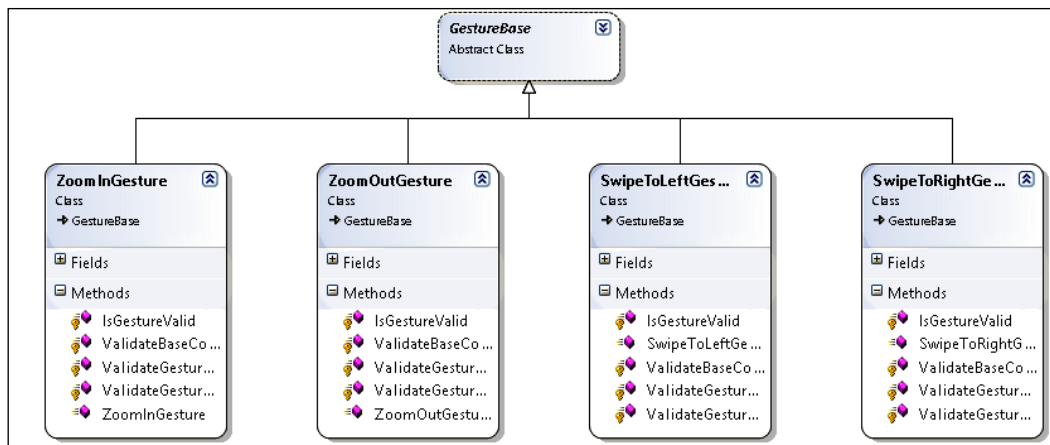 GestureBase
Abstract Class
ZoomInGesture
Class
GestureBase
Fields
Methods
IsGestureValid
ValidateBaseCo ...
ValidateGestur...
ValidateGestur...
ZoomInGesture
ZoomOutGesture
Class
GestureBase
Fields
Methods
IsGestureValid
ValidateBaseCo ...
ValidateGestur...
ValidateGestur...
ZoomOutGestu...
SwipeToLeftGes...
Class
GestureBase
Fields
Methods
IsGestureValid
SwipeToLeftGe...
ValidateBaseCo ...
ValidateGestur...
ValidateGestur...
SwipeToRightGe...
Class
GestureBase
Fields
Methods
IsGestureValid
SwipeToRightG...
ValidateBaseCo ...
ValidateGestur...
ValidateGestur...